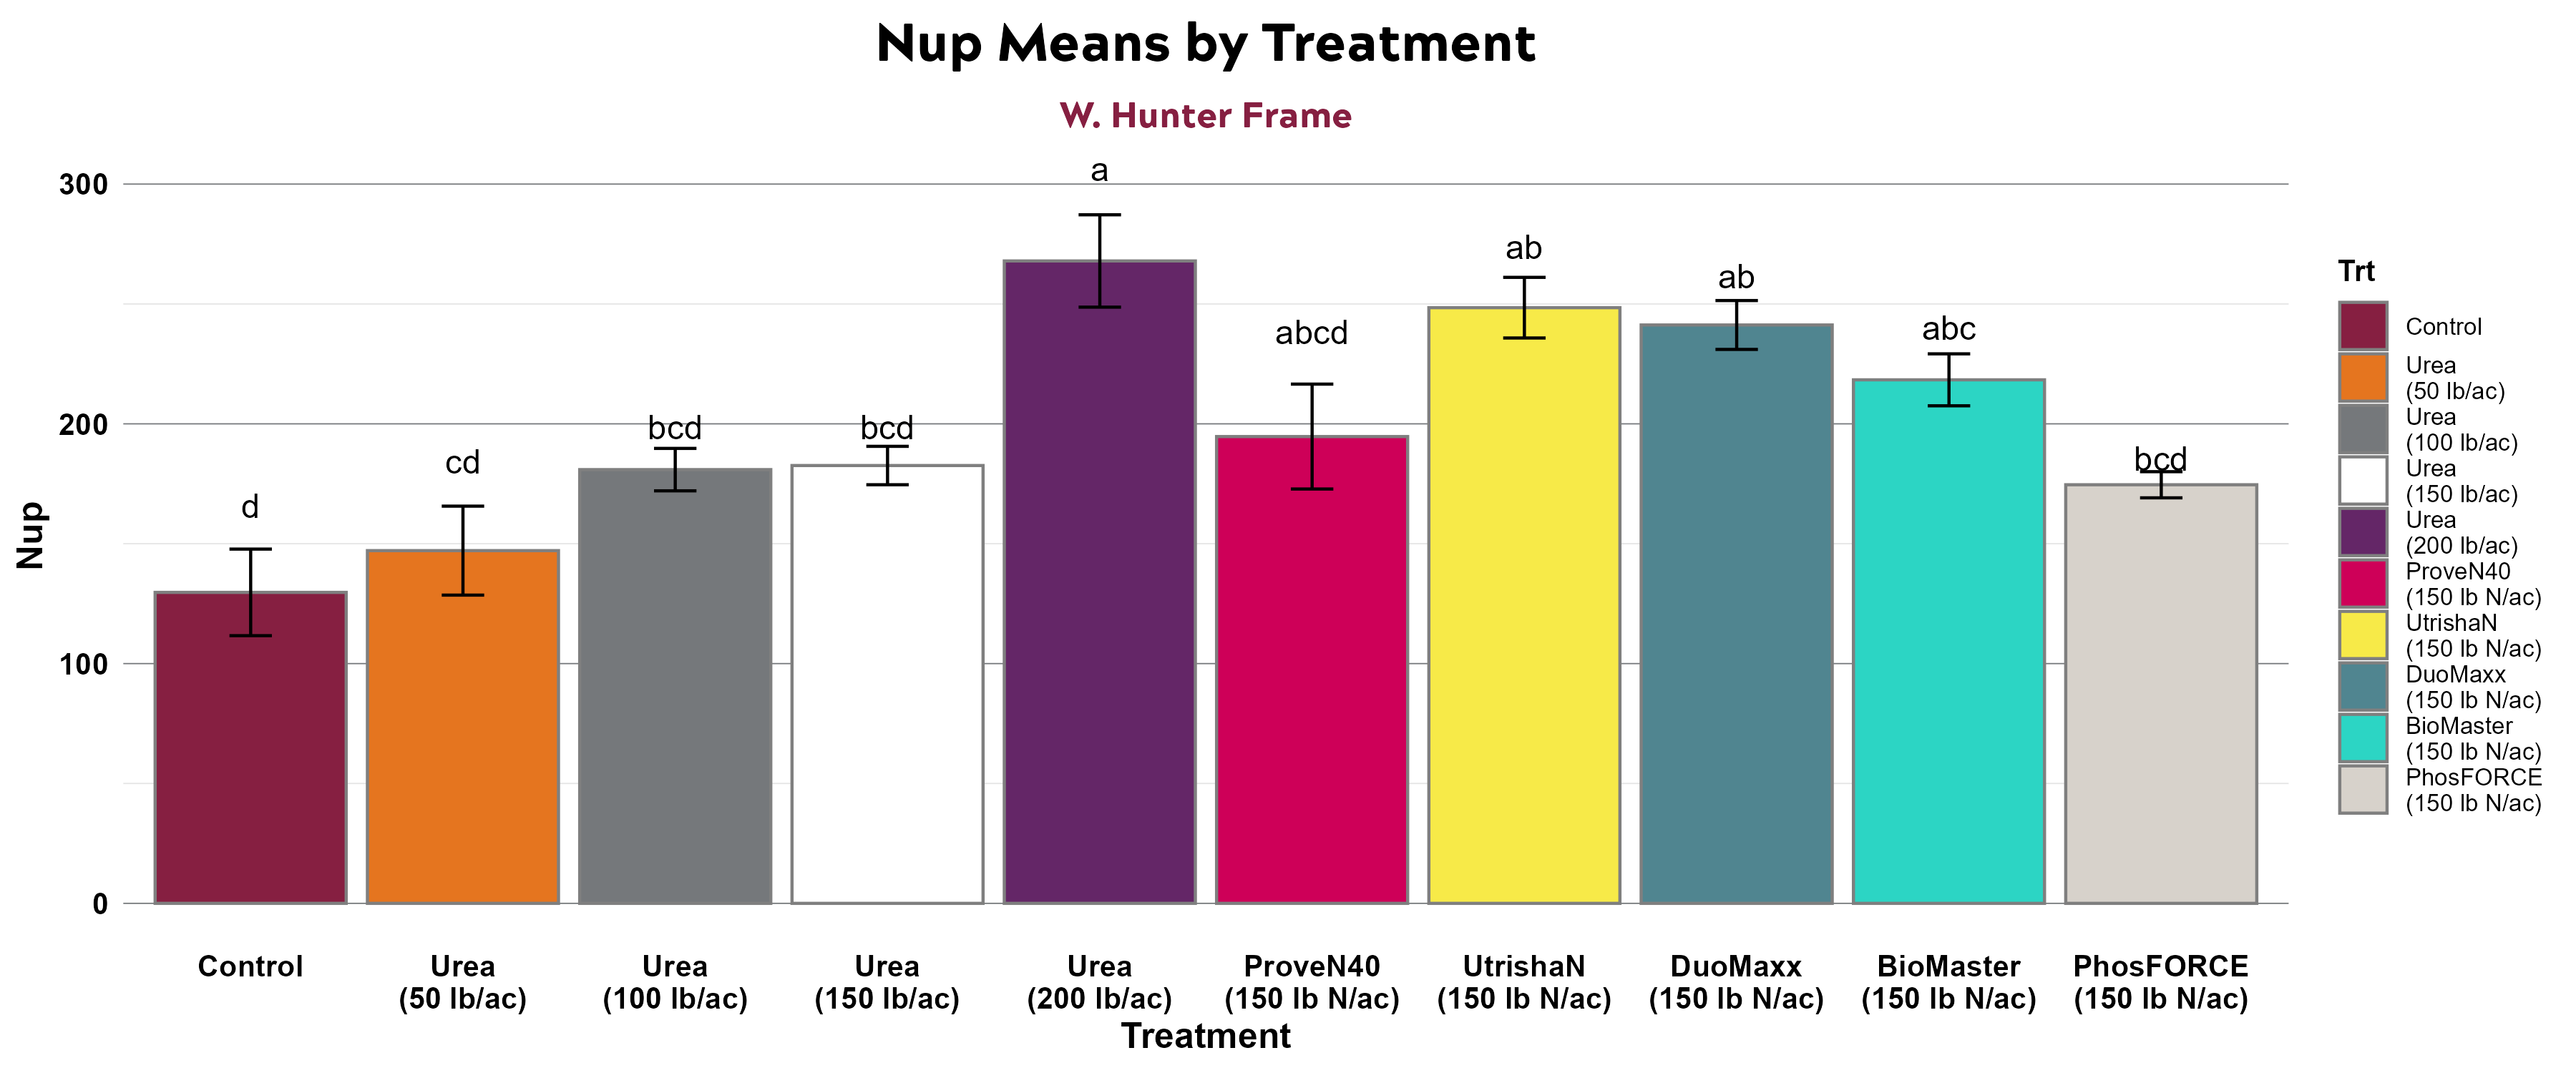 Nup Means by Treatment
W. Hunter Frame
Nup
300
200
100
0
d
cd
bcd
bcd
a
abcd
ab
ab
abc
bcd
Control
Urea
(50 lb/ac)
Urea
(100 lb/ac)
Urea
(150 lb/ac)
Urea
(200 lb/ac)
ProveN40
(150 lb N/ac)
UtrishaN
(150 lb N/ac)
DuoMaxx
(150 lb N/ac)
BioMaster
(150 lb N/ac)
PhosFORCE
(150 lb N/ac)
Treatment
Trt
Control
Urea
(50 lb/ac)
Urea
(100 lb/ac)
Urea
(150 lb/ac)
Urea
(200 lb/ac)
ProveN40
(150 lb N/ac)
UtrishaN
(150 lb N/ac)
DuoMaxx
(150 lb N/ac)
BioMaster
(150 lb N/ac)
PhosFORCE
(150 lb N/ac)